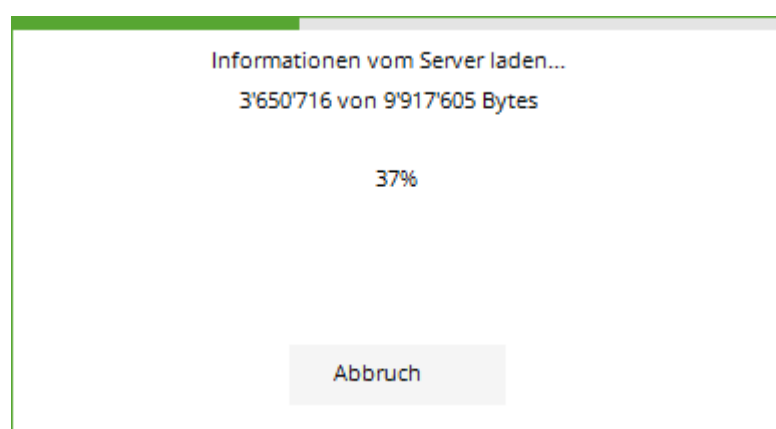 Informationen vom Server laden...
3'650'716 von 9'917'605 Bytes
37%
Abbruch